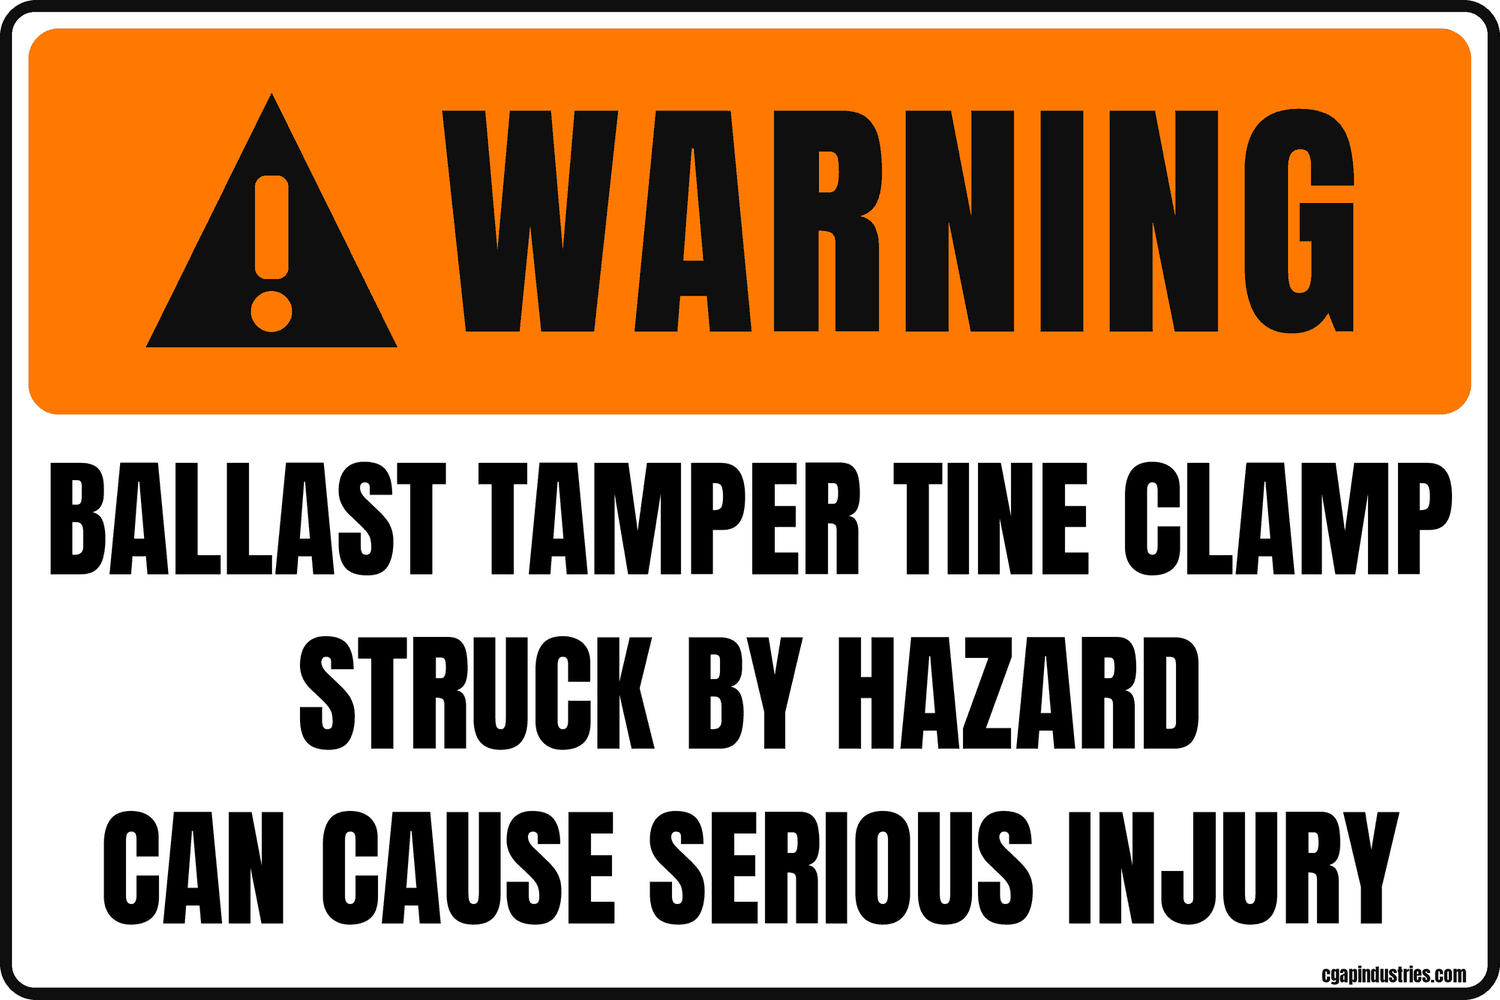 WARNING
BALLAST TAMPER TINE CLAMP
STRUCK BY HAZARD
CAN CAUSE SERIOUS INJURY
cgapindustries.com